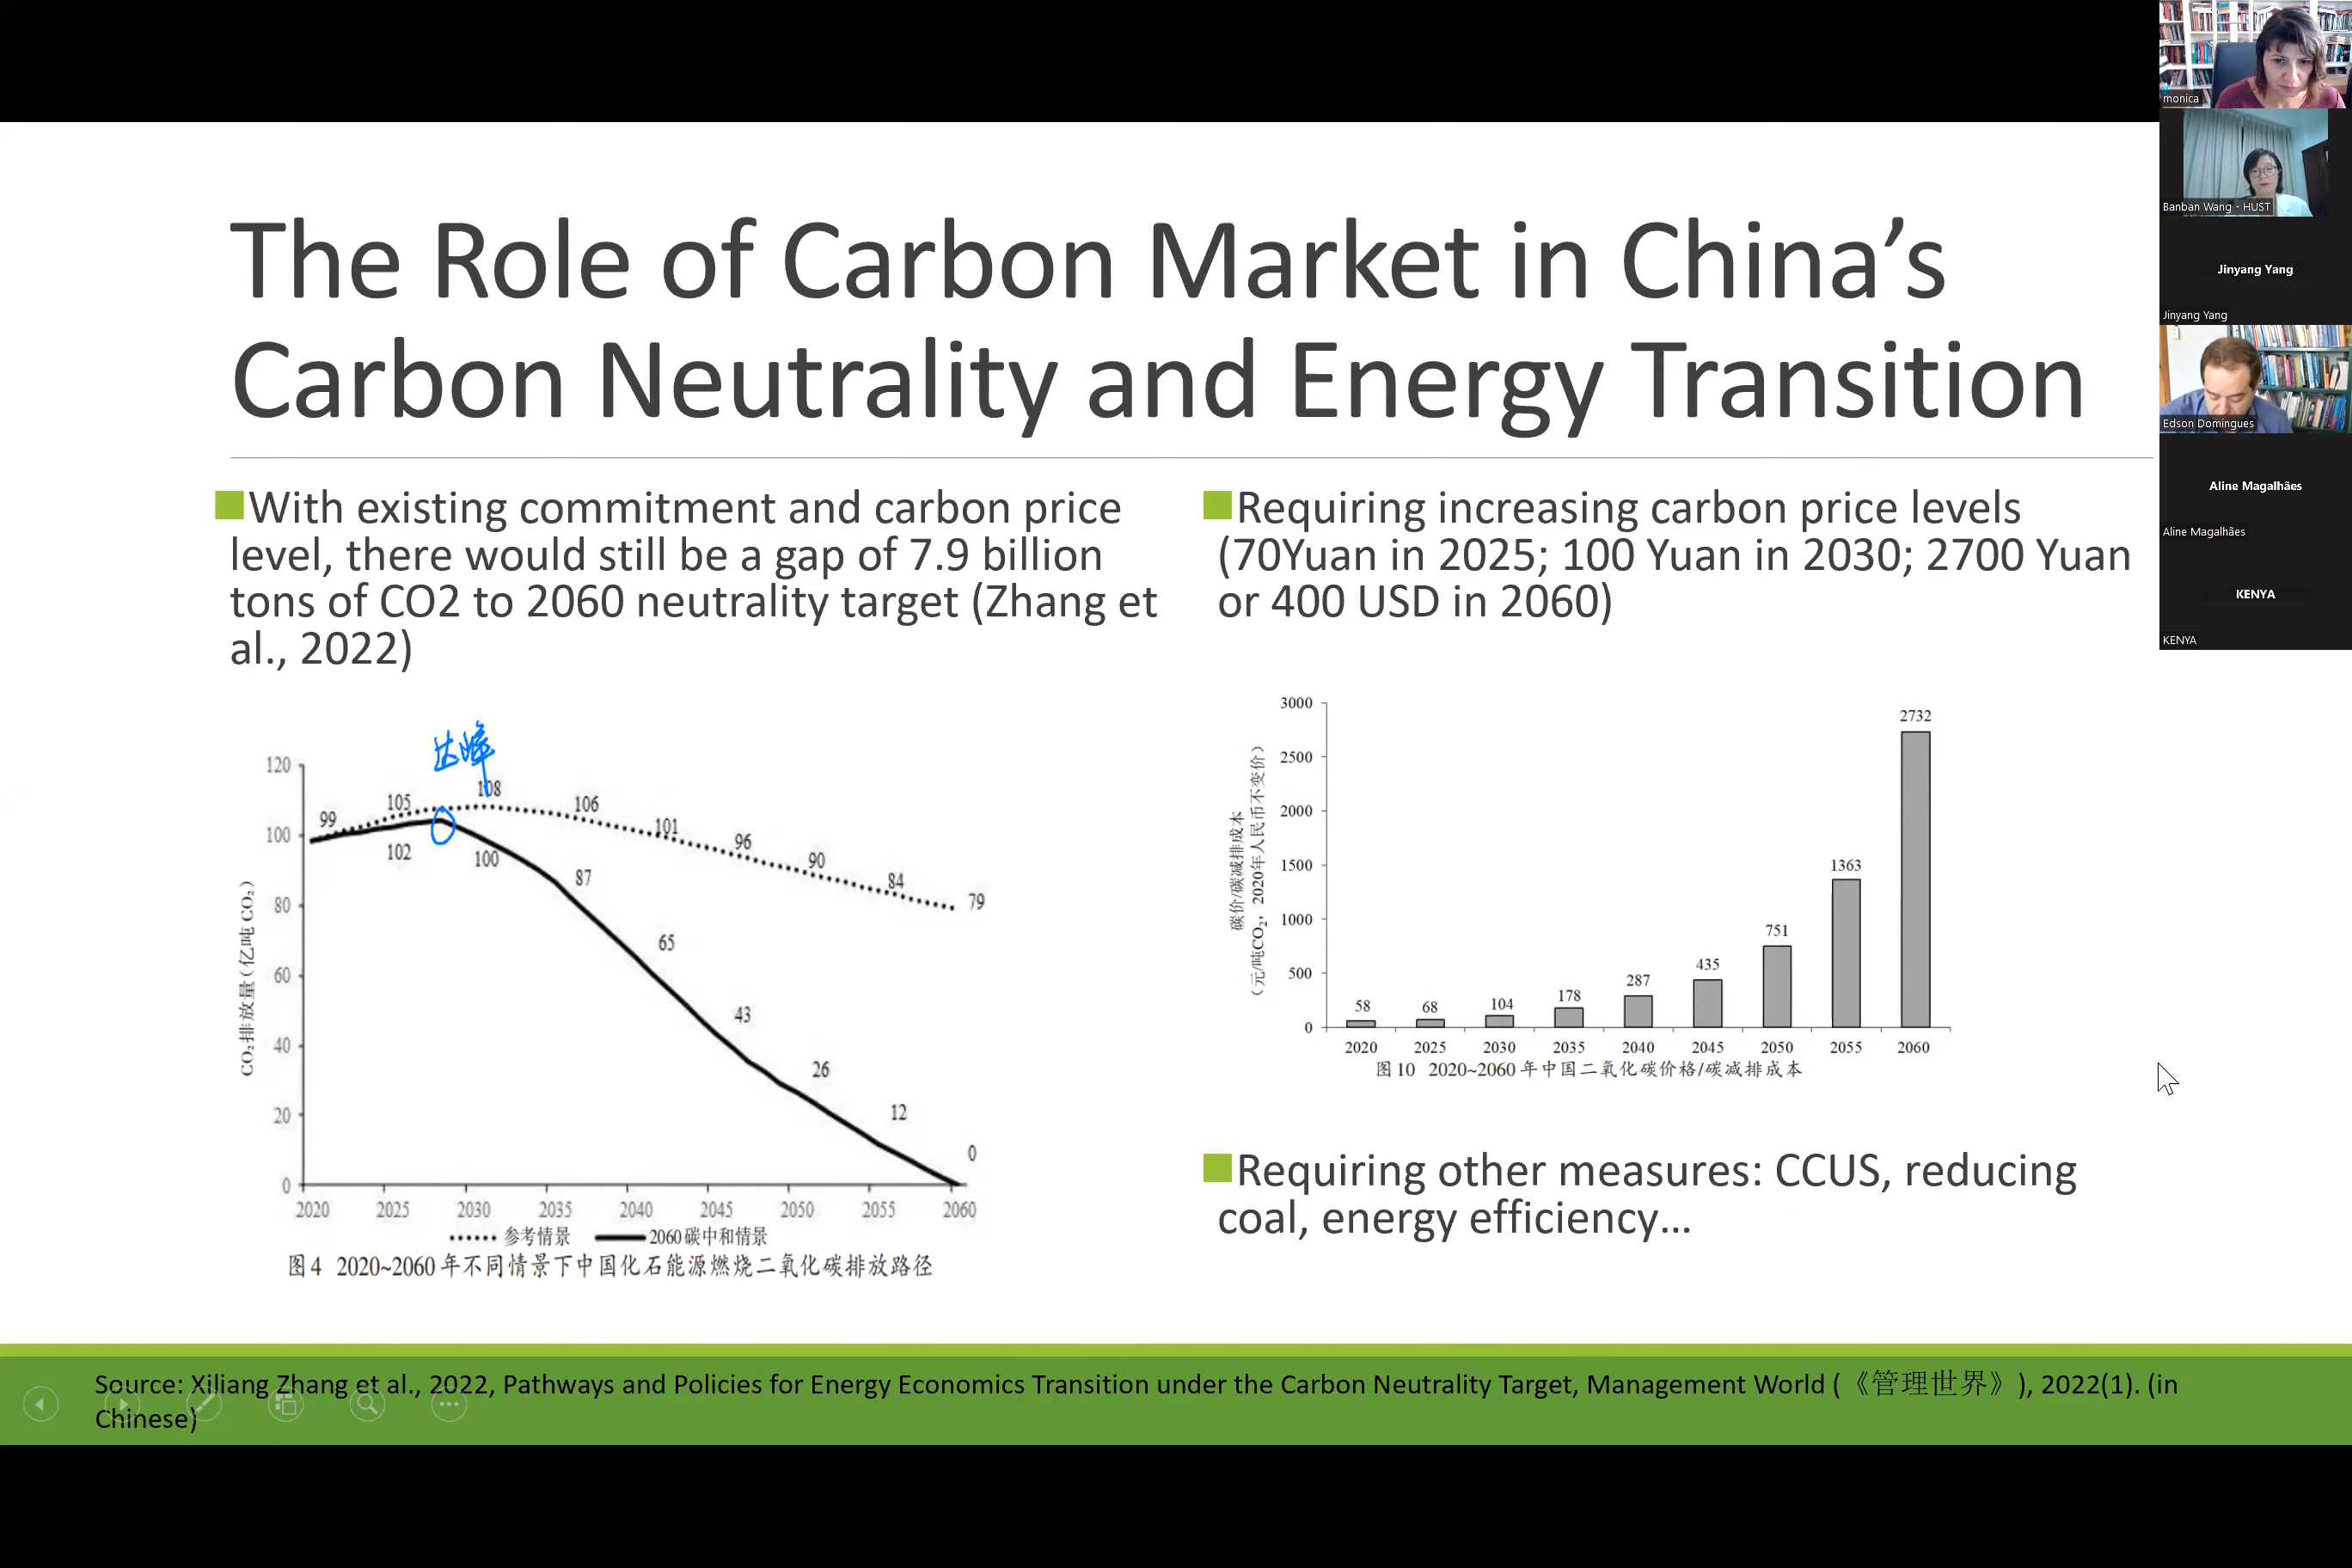 The Role of Carbon Market in China’s
Carbon Neutrality and Energy Transition
With existing commitment and carbon price
level, there would still be a gap of 7.9 billion
tons of CO2 to 2060 neutrality target (Zhang et
al., 2022)
达峰
120
100
80
60
40
20
0
CO₂排放量(亿吨 CO₂)
99
105
108
106
101
96
90
84
79
102
100
87
65
43
26
12
0
2020 2025 2030 2035 2040 2045 2050 2055 2060
参考情景 2060碳中和情景
图4 2020~2060年不同情景下中国化石能源燃烧二氧化碳排放路径
Requiring increasing carbon price levels
(70Yuan in 2025; 100 Yuan in 2030; 2700 Yuan
or 400 USD in 2060)
3000
2500
2000
1500
1000
500
0
碳价/碳减排成本
(元/吨CO₂, 2020年人民币不变价)
58 68 104 178 287 435 751 1363 2732
2020 2025 2030 2035 2040 2045 2050 2055 2060
图10 2020~2060年中国二氧化碳价格/碳减排成本
Requiring other measures: CCUS, reducing
coal, energy efficiency…
Source: Xiliang Zhang et al., 2022, Pathways and Policies for Energy Economics Transition under the Carbon Neutrality Target, Management World (《管理世界》), 2022(1). (in
Chinese)
monica
Banban Wang - HUST
Jinyang Yang
Jinyang Yang
Edson Domingues
Aline Magalhães
Aline Magalhães
KENYA
KENYA